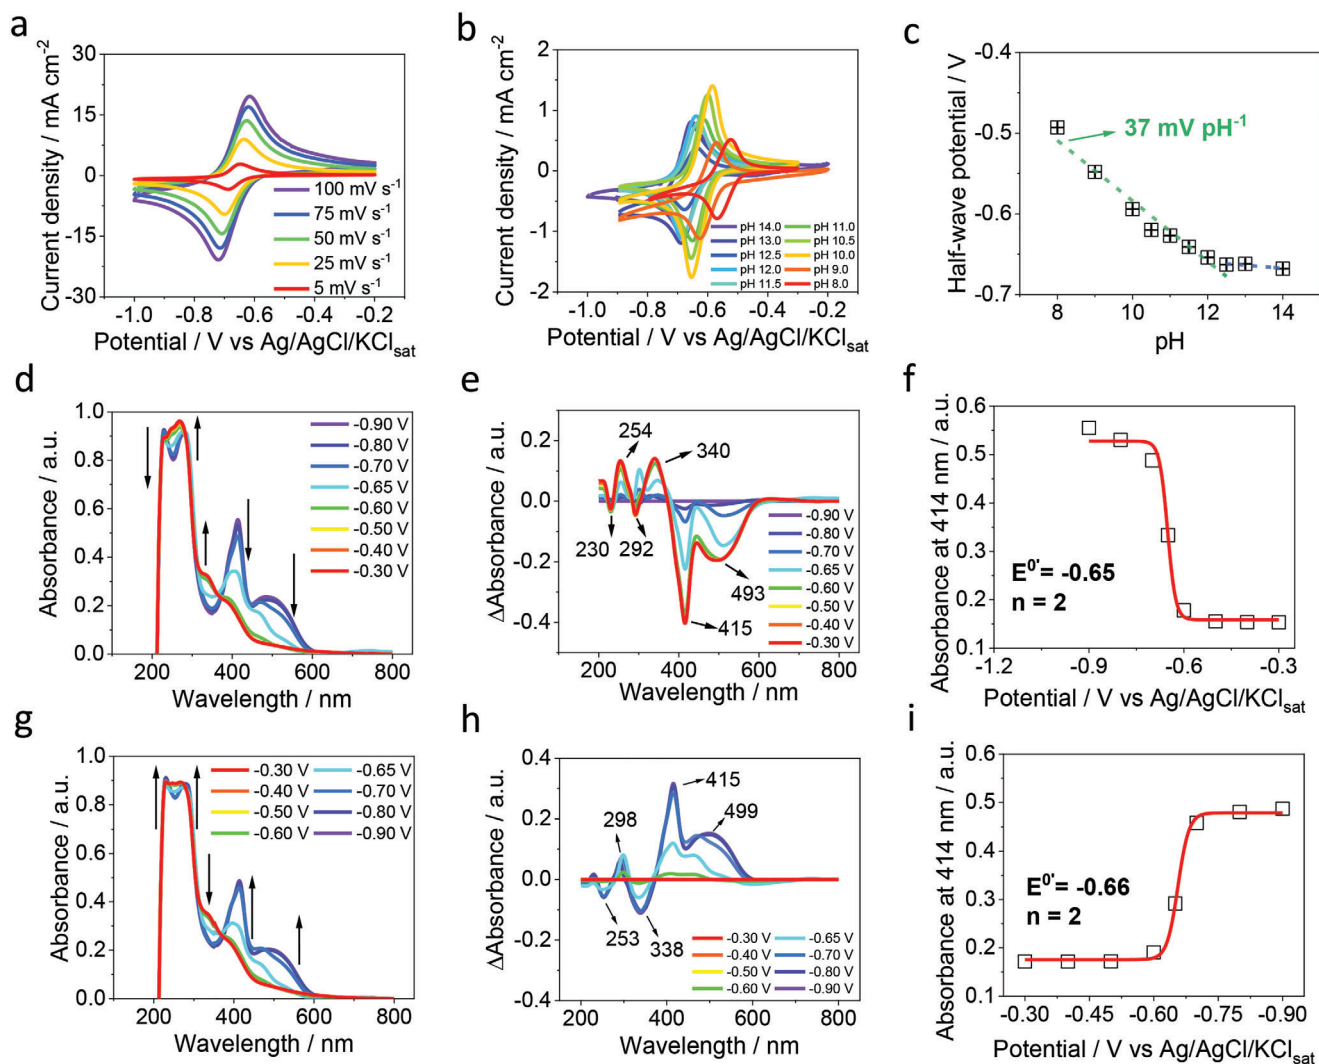 a
Current density / mA cm⁻²
30
15
0
-15
-30
100 mV s⁻¹
75 mV s⁻¹
50 mV s⁻¹
25 mV s⁻¹
5 mV s⁻¹
-1.0 -0.8 -0.6 -0.4 -0.2
Potential / V vs Ag/AgCl/KClsat
b
Current density / mA cm⁻²
2
1
0
-1
-2
pH 14.0 pH 11.0
pH 13.0 pH 10.5
pH 12.5 pH 10.0
pH 12.0 pH 9.0
pH 11.5 pH 8.0
-1.0 -0.8 -0.6 -0.4 -0.2
Potential / V vs Ag/AgCl/KClsat
c
Half-wave potential / V
-0.4
-0.5
-0.6
-0.7
37 mV pH⁻¹
8 10 12 14
pH
d
Absorbance / a.u.
1.0
0.8
0.6
0.4
0.2
0.0
-0.90 V
-0.80 V
-0.70 V
-0.65 V
-0.60 V
-0.50 V
-0.40 V
-0.30 V
200 400 600 800
Wavelength / nm
e
ΔAbsorbance / a.u.
0.2
0.0
-0.2
-0.4
254
340
230
292
493
415
-0.90 V
-0.80 V
-0.70 V
-0.65 V
-0.60 V
-0.50 V
-0.40 V
-0.30 V
200 400 600 800
Wavelength / nm
f
Absorbance at 414 nm / a.u.
0.6
0.5
0.4
0.3
0.2
0.1
E⁰'= -0.65
n = 2
-1.2 -0.9 -0.6 -0.3
Potential / V vs Ag/AgCl/KClsat
g
Absorbance / a.u.
1.0
0.8
0.6
0.4
0.2
0.0
-0.30 V -0.65 V
-0.40 V -0.70 V
-0.50 V -0.80 V
-0.60 V -0.90 V
200 400 600 800
Wavelength / nm
h
ΔAbsorbance / a.u.
0.4
0.2
0.0
-0.2
-0.4
415
298
499
253
338
-0.30 V -0.65 V
-0.40 V -0.70 V
-0.50 V -0.80 V
-0.60 V -0.90 V
200 400 600 800
Wavelength / nm
i
Absorbance at 414 nm / a.u.
0.6
0.5
0.4
0.3
0.2
0.1
E⁰'= -0.66
n = 2
-0.30 -0.45 -0.60 -0.75 -0.90
Potential / V vs Ag/AgCl/KClsat